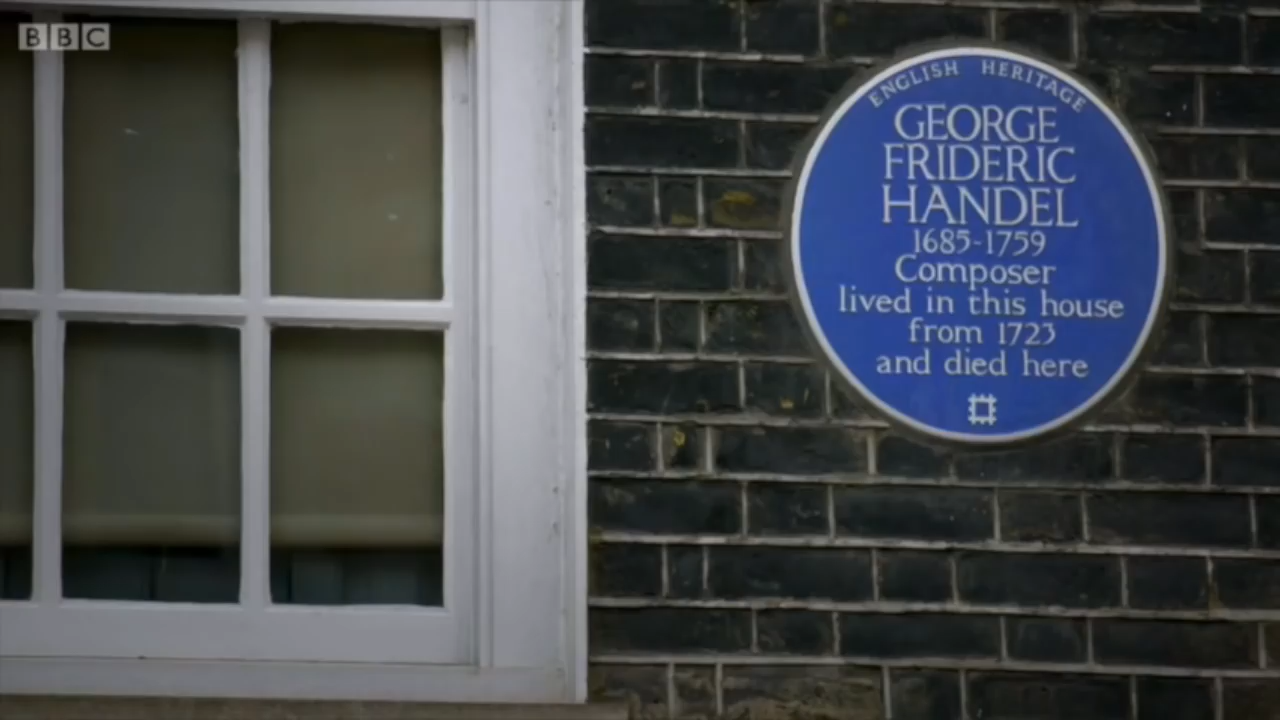 BBC
ENGLISH HERITAGE
GEORGE
FRIDERIC
HANDEL
1685-1759
Composer
lived in this house
from 1723
and died here